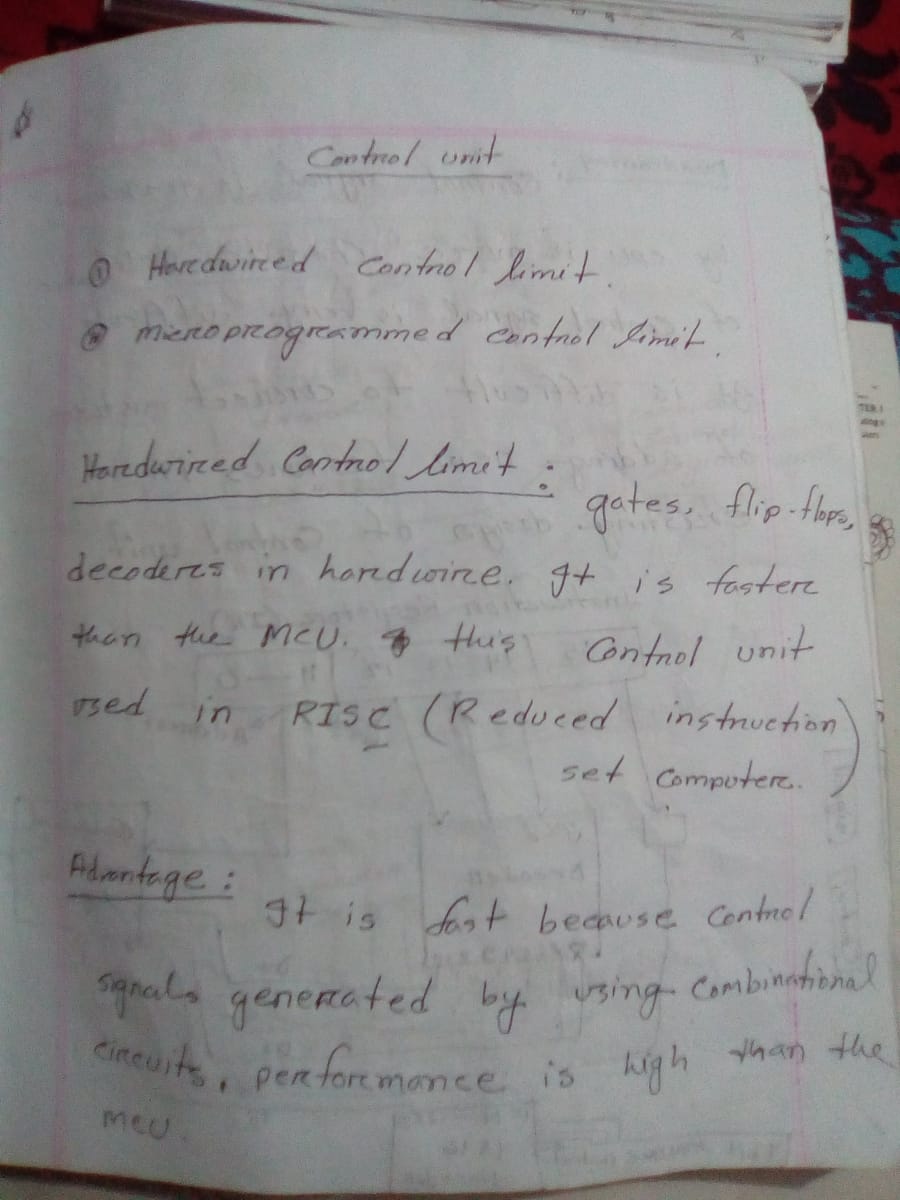 Control unit
① Hardwired Control limit.
② microprogrammed control limit.
Hardwired Control limit :
gates, flip-flops,
decoders in hardwire. It is faster
than the MCU. this Control unit
used in RISC (Reduced instruction
set Computer.)
Advantage :
It is fast because Control
signals generated by using Combinational
circuits, performance is high than the
MCU.